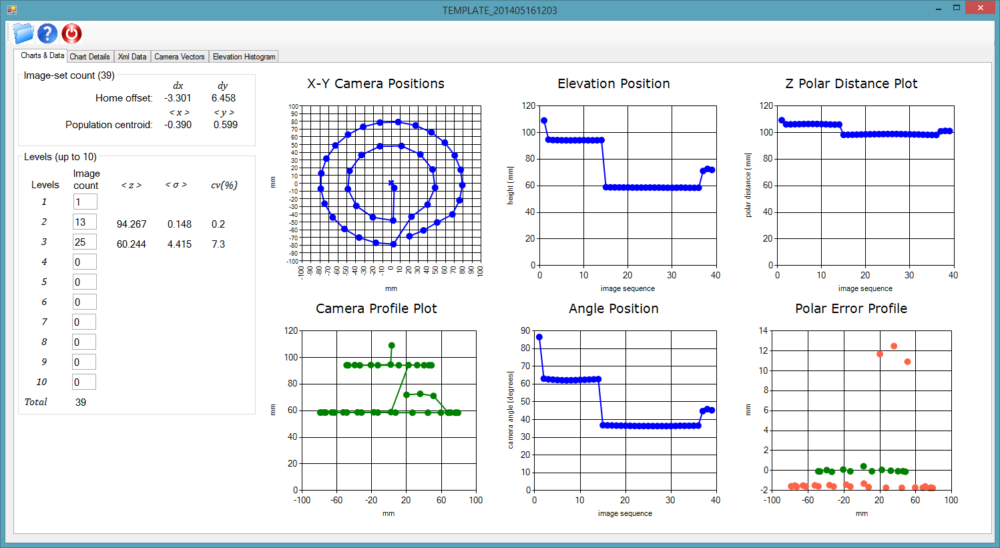 TEMPLATE_201405161203
Charts & Data
Chart Details
Xml Data
Camera Vectors
Elevation Histogram
Image-set count (39)
dx dy
Home offset: -3.301 6.458
< x > < y >
Population centroid: -0.390 0.599
Levels (up to 10)
Levels Image count < z > < σ > cv(%)
1 1
2 13 94.267 0.148 0.2
3 25 60.244 4.415 7.3
4 0
5 0
6 0
7 0
8 0
9 0
10 0
Total 39
X-Y Camera Positions
100
90
80
70
60
50
40
30
20
10
0
-10
-20
-30
-40
-50
-60
-70
-80
-90
-100
mm
-100 -90 -80 -70 -60 -50 -40 -30 -20 -10 0 10 20 30 40 50 60 70 80 90 100
mm
Elevation Position
120
100
80
60
40
20
0
height (mm|
0 10 20 30 40
image sequence
Z Polar Distance Plot
120
100
80
60
40
20
0
polar distance (mm|
0 10 20 30 40
image sequence
Camera Profile Plot
120
100
80
60
40
20
0
mm
-100 -60 -20 20 60 100
mm
Angle Position
90
80
70
60
50
40
30
20
10
0
camera angle (degrees|
0 10 20 30 40
image sequence
Polar Error Profile
14
12
10
8
6
4
2
0
-2
mm
-100 -60 -20 20 60 100
mm